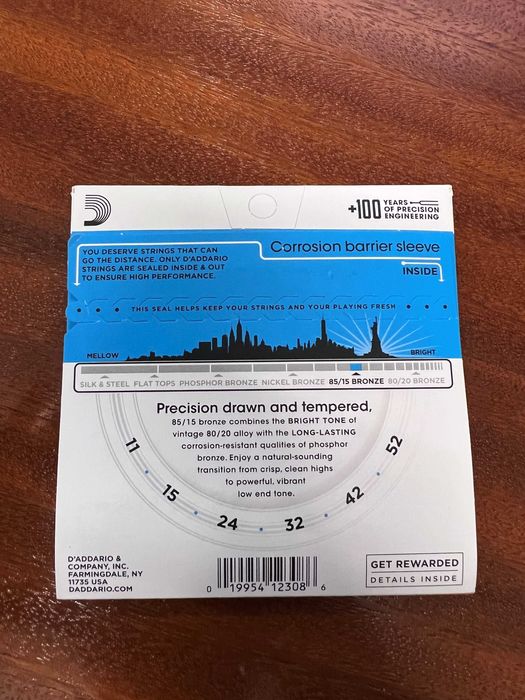 +100 YEARS
OF PRECISION
ENGINEERING
YOU DESERVE STRINGS THAT CAN
GO THE DISTANCE. ONLY D'ADDARIO
STRINGS ARE SEALED INSIDE & OUT
TO ENSURE HIGH PERFORMANCE.
Corrosion barrier sleeve
INSIDE
THIS SEAL HELPS KEEP YOUR STRINGS AND YOUR PLAYING FRESH
MELLOW
BRIGHT
SILK & STEEL FLAT TOPS PHOSPHOR BRONZE NICKEL BRONZE 85/15 BRONZE 80/20 BRONZE
Precision drawn and tempered,
85/15 bronze combines the BRIGHT TONE of
vintage 80/20 alloy with the LONG-LASTING
corrosion-resistant qualities of phosphor
bronze. Enjoy a natural-sounding
transition from crisp, clean highs
to powerful, vibrant
low end tone.
11 • 15 • 24 • 32 • 42 • 52
D'ADDARIO &
COMPANY, INC.
FARMINGDALE, NY
11735 USA
DADDARIO.COM
0 19954 12308 6
GET REWARDED
DETAILS INSIDE